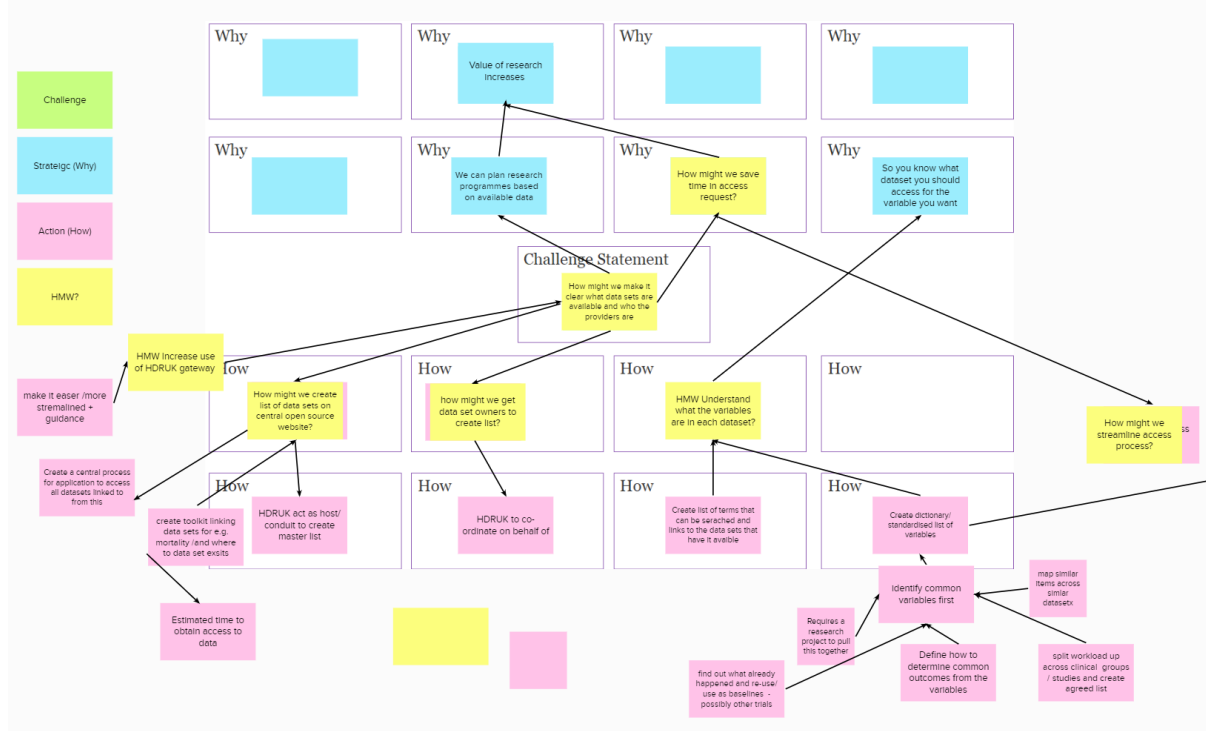 Why
Why
Value of research
increases
Why
Why
Challenge
Strateigc (Why)
Action (How)
HMW?
Why
Why
We can plan research
programmes based
on available data
Why
How might we save
time in access
request?
Why
So you know what
dataset you should
access for the
variable you want
Challenge Statement
How might we make it
clear what data sets are
available and who the
providers are
HMW increase use
of HDRUK gateway
make it easer /more
stremalined +
guidance
How
How might we create
list of data sets on
central open source
website?
How
how might we get
data set owners to
create list?
How
HMW Understand
what the variables
are in each dataset?
How
How might we
streamline access
process?
ss
Create a central process
for application to access
all datasets linked to
from this
How
create toolkit linking
data sets for e.g.
mortality /and where
to data set exsits
HDRUK act as host/
conduit to create
master list
How
HDRUK to co-
ordinate on behalf of
How
Create list of terms that
can be serached and
links to the data sets that
have it avaible
How
Create dictionary/
standardised list of
variables
Estimated time to
obtain access to
data
identify common
variables first
map similar
items across
similar
datasetx
Requires a
reasearch
project to pull
this together
find out what already
happened and re-use/
use as baselines -
possibly other trials
Define how to
determine common
outcomes from the
variables
split workload up
across clinical groups
/ studies and create
agreed list